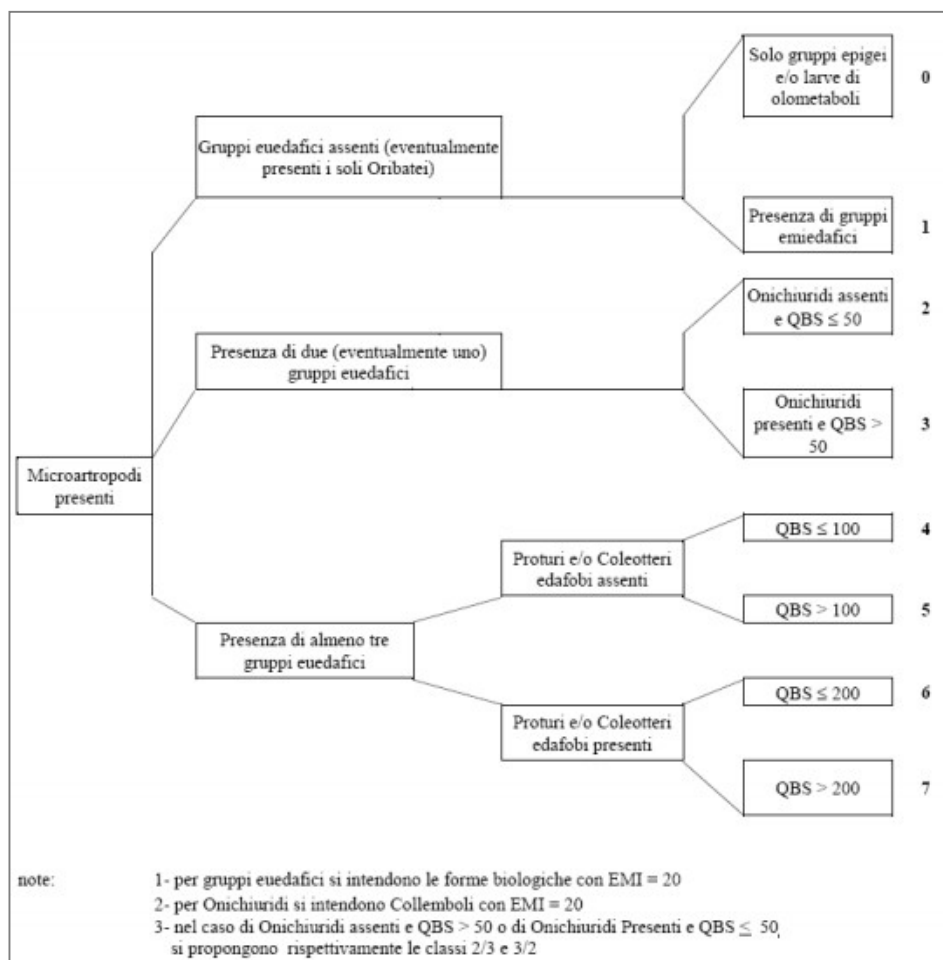 Solo gruppi epigei
e/o larve di
olometaboli
0
Gruppi euedafici assenti (eventualmente
presenti i soli Oribatei)
Presenza di gruppi
emiedafici
1
Onichiuridi assenti
e QBS ≤ 50
2
Presenza di due (eventualmente uno)
gruppi euedafici
Onichiuridi
presenti e QBS >
50
3
Microartropodi
presenti
QBS ≤ 100
4
Proturi e/o Coleotteri
edafobi assenti
QBS > 100
5
Presenza di almeno tre
gruppi euedafici
QBS ≤ 200
6
Proturi e/o Coleotteri
edafobi presenti
QBS > 200
7
note:
1- per gruppi euedafici si intendono le forme biologiche con EMI = 20
2- per Onichiuridi si intendono Collemboli con EMI = 20
3- nel caso di Onichiuridi assenti e QBS > 50 o di Onichiuridi Presenti e QBS ≤ 50,
si propongono rispettivamente le classi 2/3 e 3/2